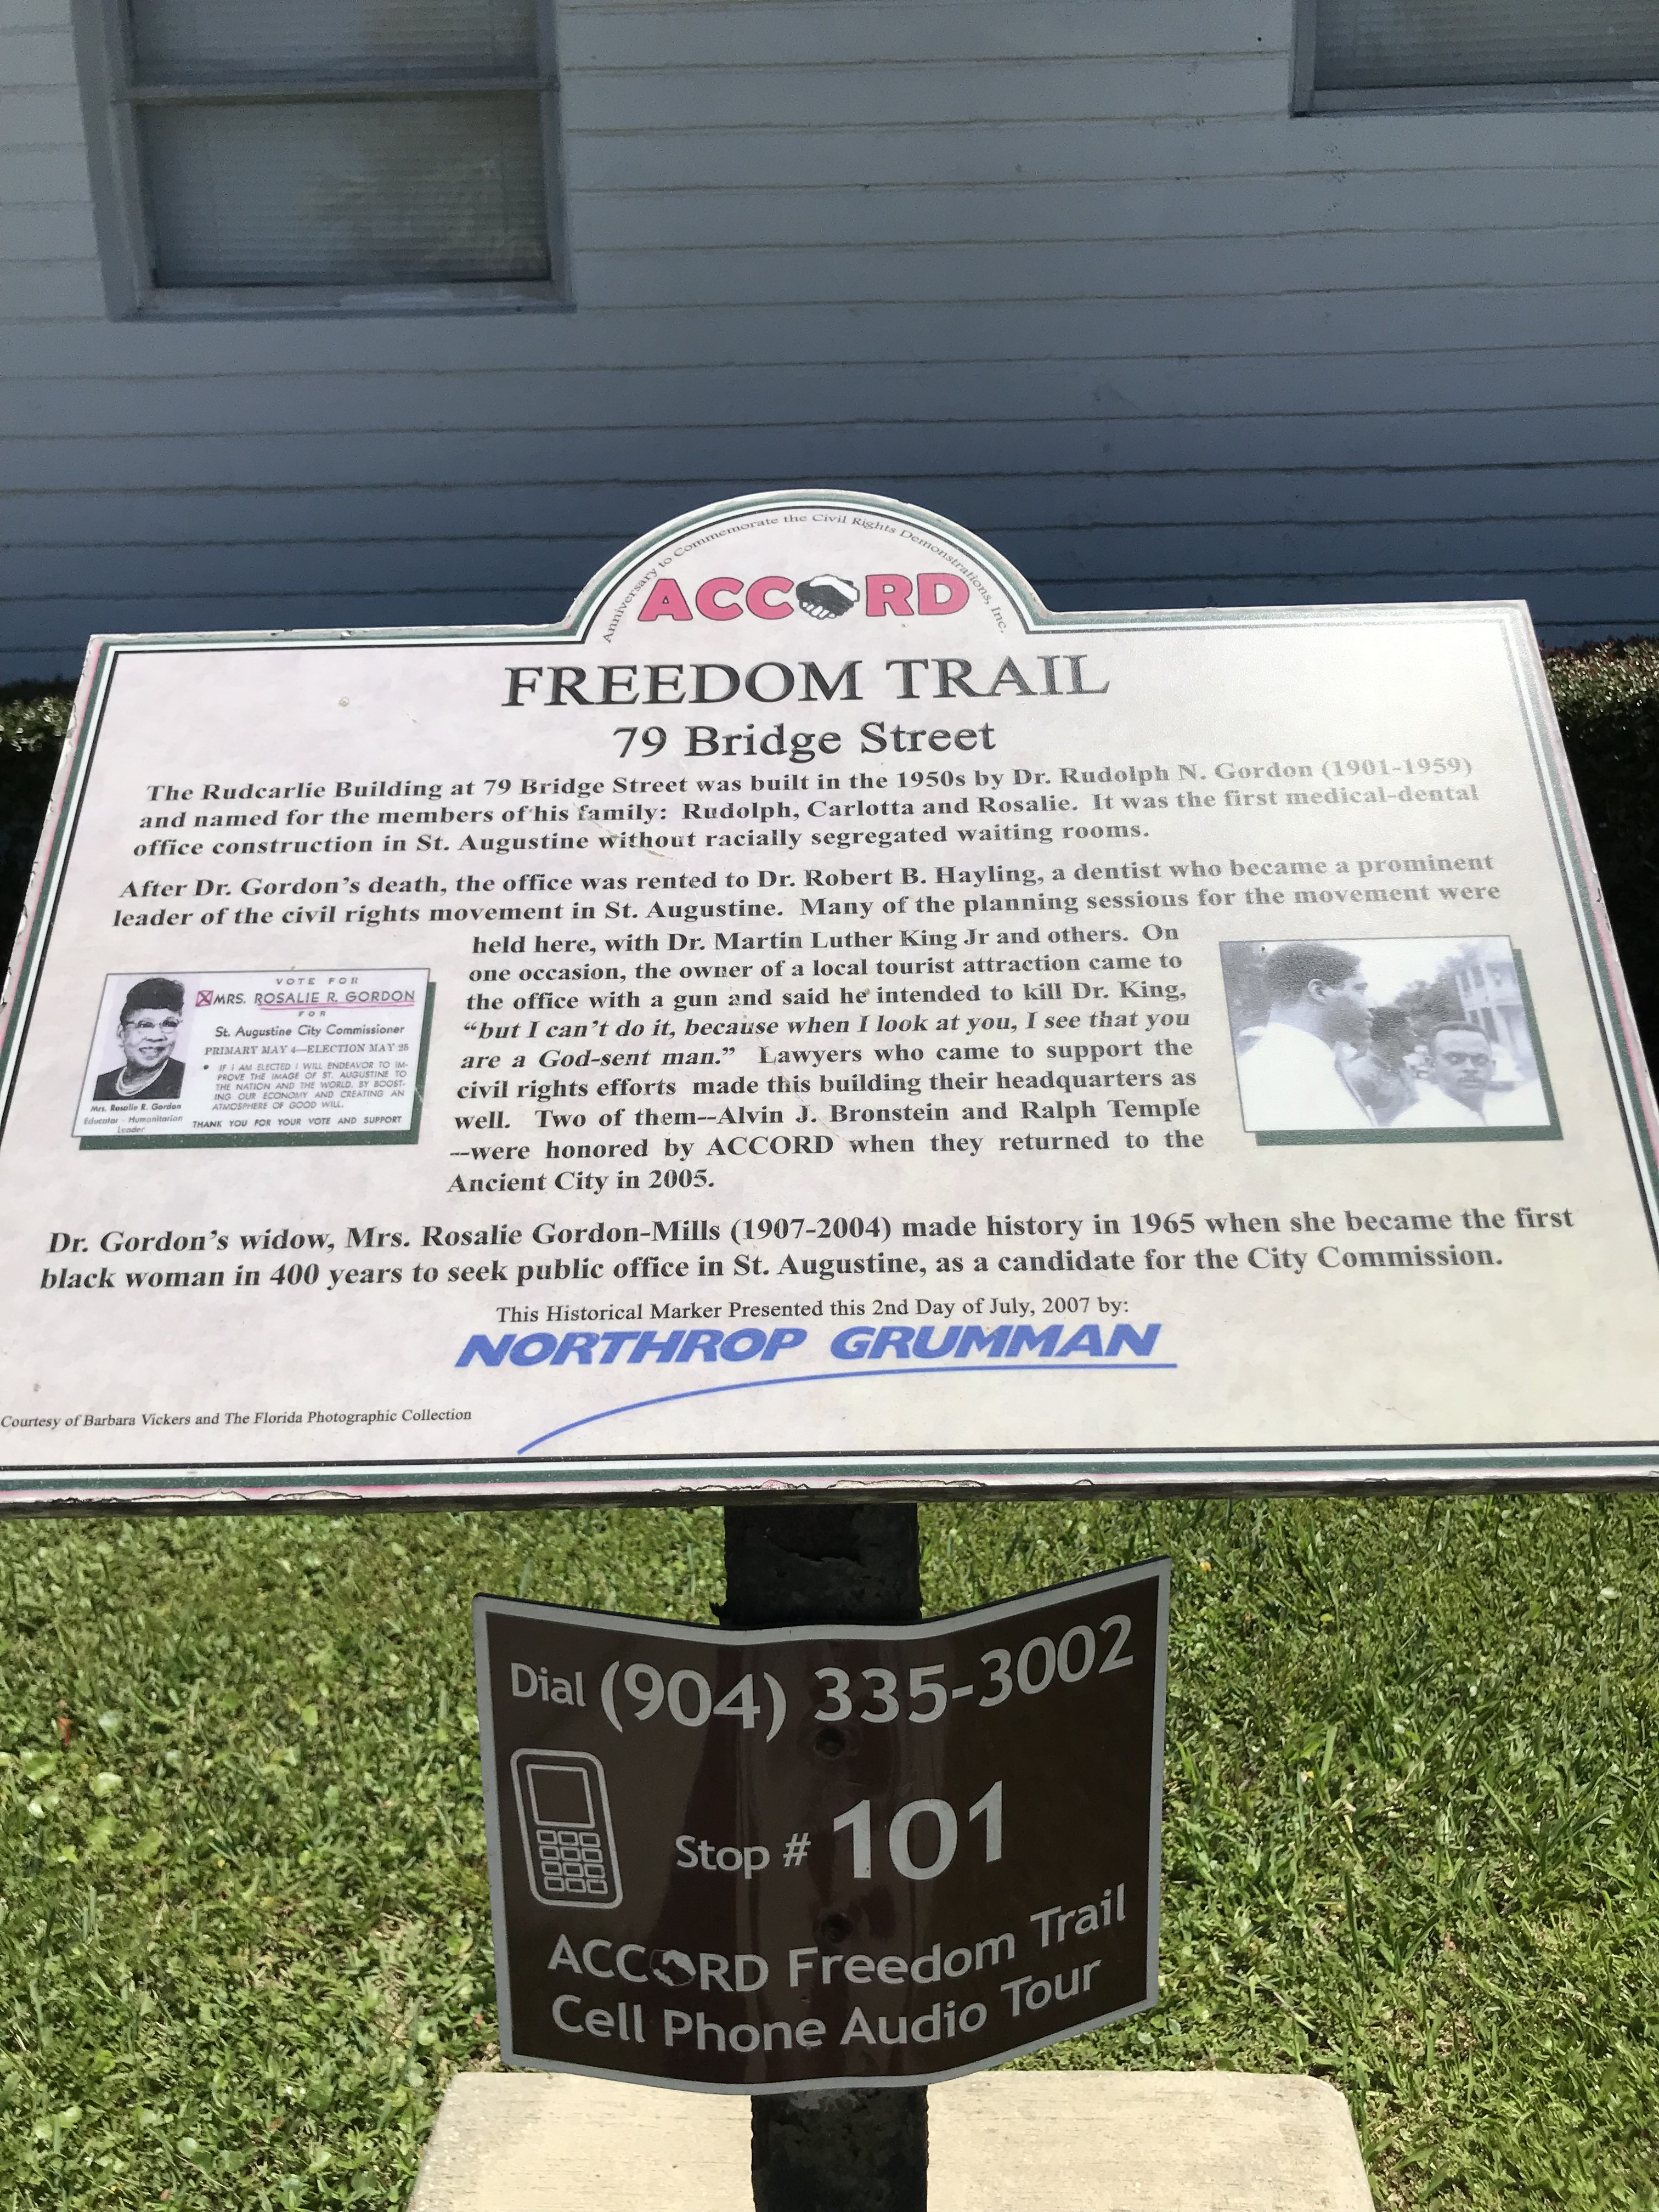 Anniversary to Commemorate the Civil Rights Demonstrations, Inc.
ACCORD
FREEDOM TRAIL
79 Bridge Street
The Rudcarlie Building at 79 Bridge Street was built in the 1950s by Dr. Rudolph N. Gordon (1901-1959)
and named for the members of his family: Rudolph, Carlotta and Rosalie. It was the first medical-dental
office construction in St. Augustine without racially segregated waiting rooms.
After Dr. Gordon's death, the office was rented to Dr. Robert B. Hayling, a dentist who became a prominent
leader of the civil rights movement in St. Augustine. Many of the planning sessions for the movement were
held here, with Dr. Martin Luther King Jr and others. On
one occasion, the owner of a local tourist attraction came to
the office with a gun and said he intended to kill Dr. King,
"but I can't do it, because when I look at you, I see that you
are a God-sent man." Lawyers who came to support the
civil rights efforts made this building their headquarters as
well. Two of them--Alvin J. Bronstein and Ralph Temple
--were honored by ACCORD when they returned to the
Ancient City in 2005.
VOTE FOR
MRS. ROSALIE R. GORDON
FOR
St. Augustine City Commissioner
PRIMARY MAY 4—ELECTION MAY 25
• IF I AM ELECTED I WILL ENDEAVOR TO IM-
PROVE THE IMAGE OF ST. AUGUSTINE TO
THE NATION AND THE WORLD, BY BOOST-
ING OUR ECONOMY AND CREATING AN
ATMOSPHERE OF GOOD WILL.
THANK YOU FOR YOUR VOTE AND SUPPORT
Mrs. Rosalie R. Gordon
Educator - Humanitarian
Leader
Dr. Gordon's widow, Mrs. Rosalie Gordon-Mills (1907-2004) made history in 1965 when she became the first
black woman in 400 years to seek public office in St. Augustine, as a candidate for the City Commission.
This Historical Marker Presented this 2nd Day of July, 2007 by:
NORTHROP GRUMMAN
Courtesy of Barbara Vickers and The Florida Photographic Collection
Dial (904) 335-3002
Stop # 101
ACCORD Freedom Trail
Cell Phone Audio Tour